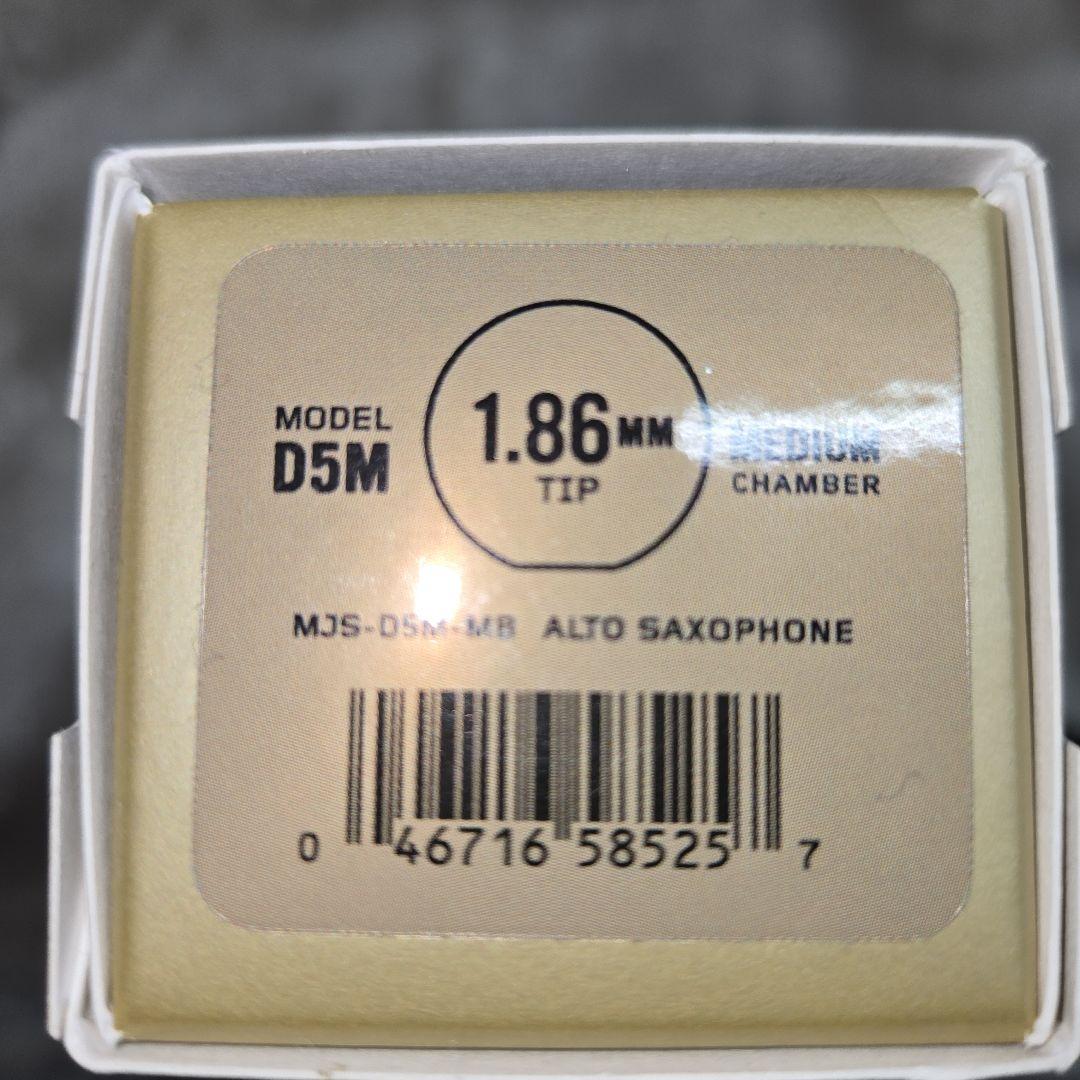 MODEL
D5M
1.86MM
TIP
MEDIUM
CHAMBER
MJS-D5M-MB ALTO SAXOPHONE
0 46716 58525 7